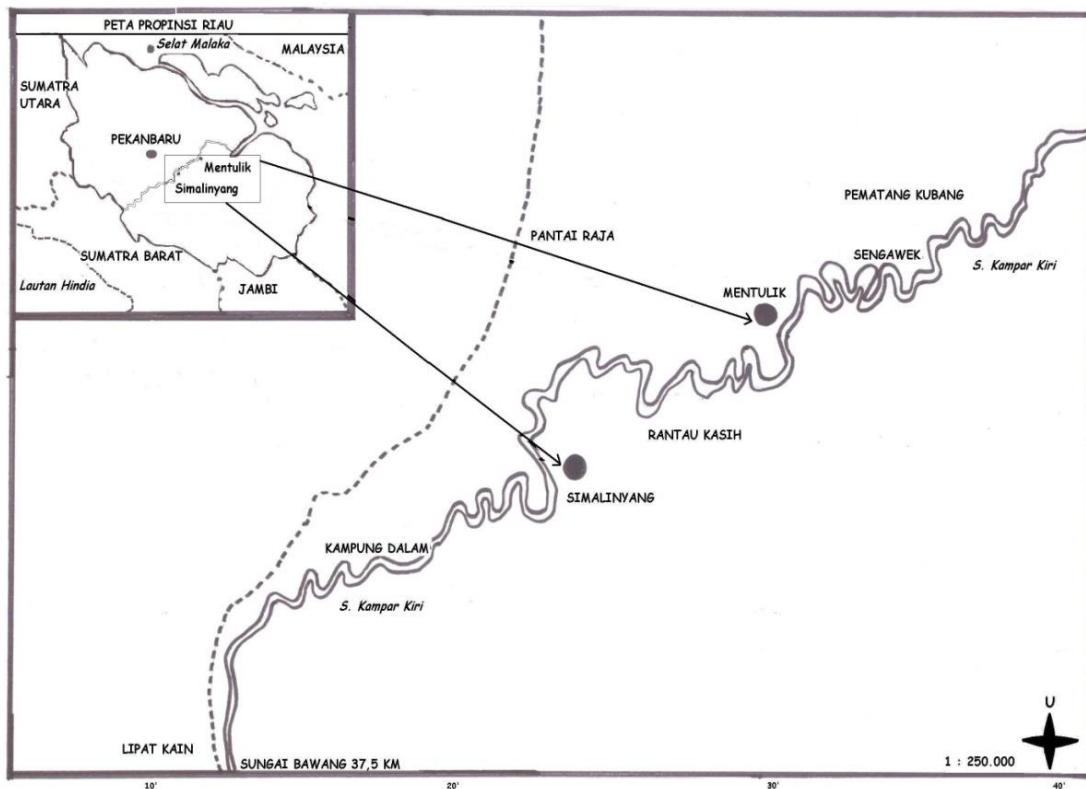 PETA PROPINSI RIAU
Selat Malaka
MALAYSIA
SUMATRA
UTARA
PEKANBARU
Mentulik
Simalinyang
SUMATRA BARAT
Lautan Hindia
JAMBI
PANTAI RAJA
PEMATANG KUBANG
SENGAWEK
S. Kampar Kiri
MENTULIK
RANTAU KASIH
SIMALINYANG
KAMPUNG DALAM
S. Kampar Kiri
LIPAT KAIN
SUNGAI BAWANG 37,5 KM
U
1 : 250.000
10'
20'
30'
40'